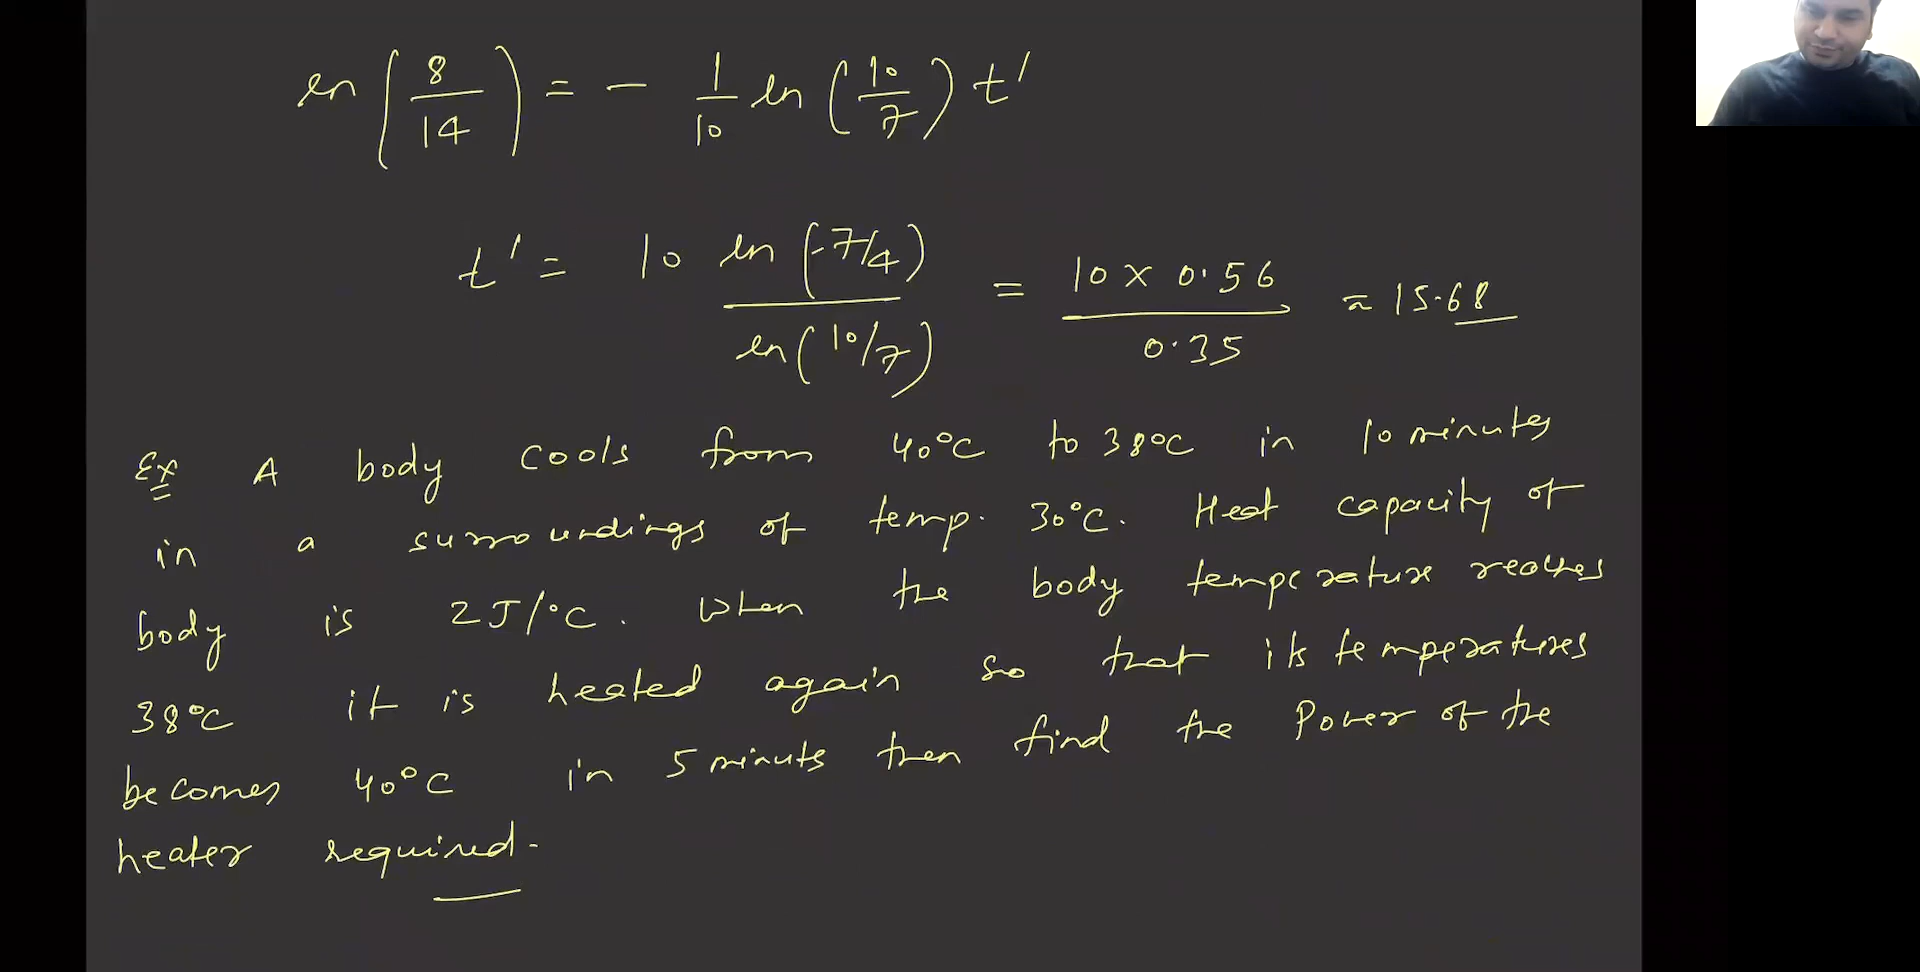 ln (8/14) = - 1/10 ln (10/7) t'
t' = 10 ln (7/4) / ln (10/7) = 10 x 0.56 / 0.35 ≈ 15.68
Ex A body cools from 40°C to 38°C in 10 minutes
in a surroundings of temp. 30°C. Heat capacity of
body is 2J/°C. When the body temperature reaches
38°C it is heated again so that its temperatures
becomes 40°C in 5 minuts then find the Power of the
heater required.